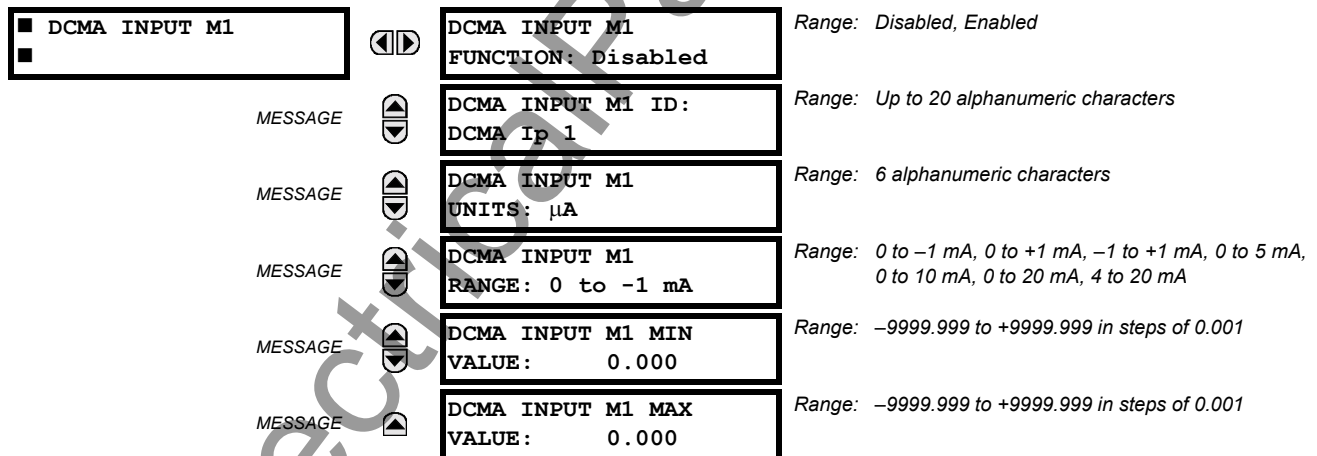 ■ DCMA INPUT M1
■
DCMA INPUT M1
FUNCTION: Disabled
Range: Disabled, Enabled
MESSAGE
DCMA INPUT M1 ID:
DCMA Ip 1
Range: Up to 20 alphanumeric characters
MESSAGE
DCMA INPUT M1
UNITS: μA
Range: 6 alphanumeric characters
MESSAGE
DCMA INPUT M1
RANGE: 0 to -1 mA
Range: 0 to –1 mA, 0 to +1 mA, –1 to +1 mA, 0 to 5 mA,
0 to 10 mA, 0 to 20 mA, 4 to 20 mA
MESSAGE
DCMA INPUT M1 MIN
VALUE: 0.000
Range: –9999.999 to +9999.999 in steps of 0.001
MESSAGE
DCMA INPUT M1 MAX
VALUE: 0.000
Range: –9999.999 to +9999.999 in steps of 0.001